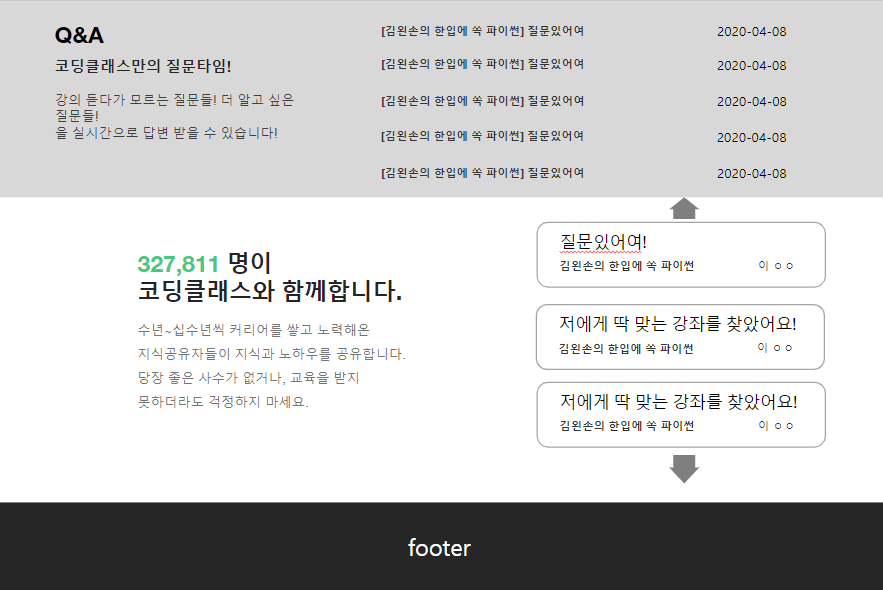 Q&A
코딩클래스만의 질문타임!
강의 듣다가 모르는 질문들! 더 알고 싶은
질문들!
을 실시간으로 답변 받을 수 있습니다!
[김왼손의 한입에 쏙 파이썬] 질문있어여 2020-04-08
[김왼손의 한입에 쏙 파이썬] 질문있어여 2020-04-08
[김왼손의 한입에 쏙 파이썬] 질문있어여 2020-04-08
[김왼손의 한입에 쏙 파이썬] 질문있어여 2020-04-08
[김왼손의 한입에 쏙 파이썬] 질문있어여 2020-04-08
327,811 명이
코딩클래스와 함께합니다.
수년~십수년씩 커리어를 쌓고 노력해온
지식공유자들이 지식과 노하우를 공유합니다.
당장 좋은 사수가 없거나, 교육을 받지
못하더라도 걱정하지 마세요.
질문있어여!
김왼손의 한입에 쏙 파이썬 이 ㅇ ㅇ
저에게 딱 맞는 강좌를 찾았어요!
김왼손의 한입에 쏙 파이썬 이 ㅇ ㅇ
저에게 딱 맞는 강좌를 찾았어요!
김왼손의 한입에 쏙 파이썬 이 ㅇ ㅇ
footer